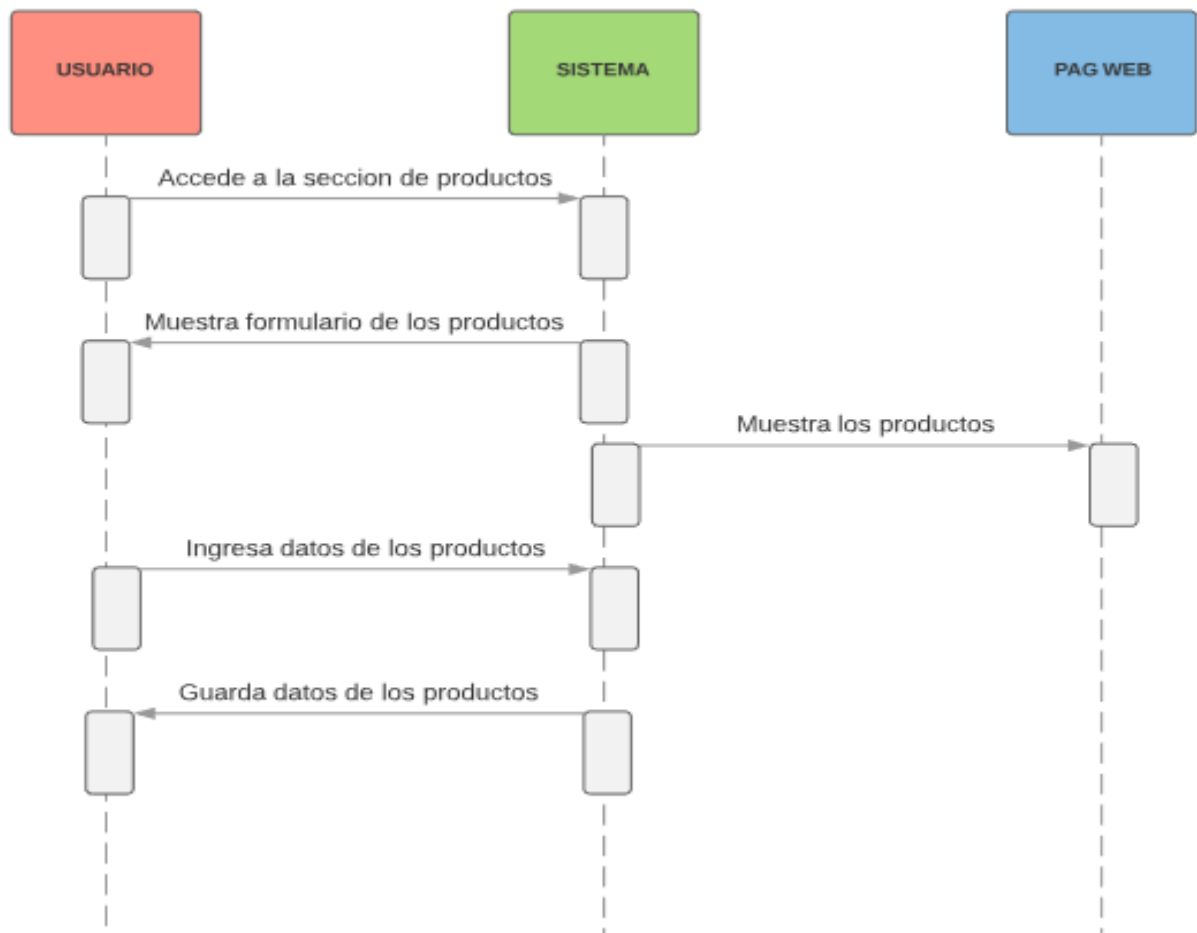 USUARIO
SISTEMA
PAG WEB
Accede a la seccion de productos
Muestra formulario de los productos
Muestra los productos
Ingresa datos de los productos
Guarda datos de los productos